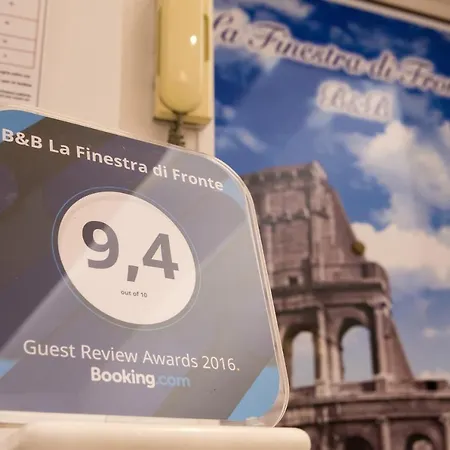 La Finestra di Fronte
B&B
B&B La Finestra di Fronte
9,4
out of 10
Guest Review Awards 2016.
Booking.com